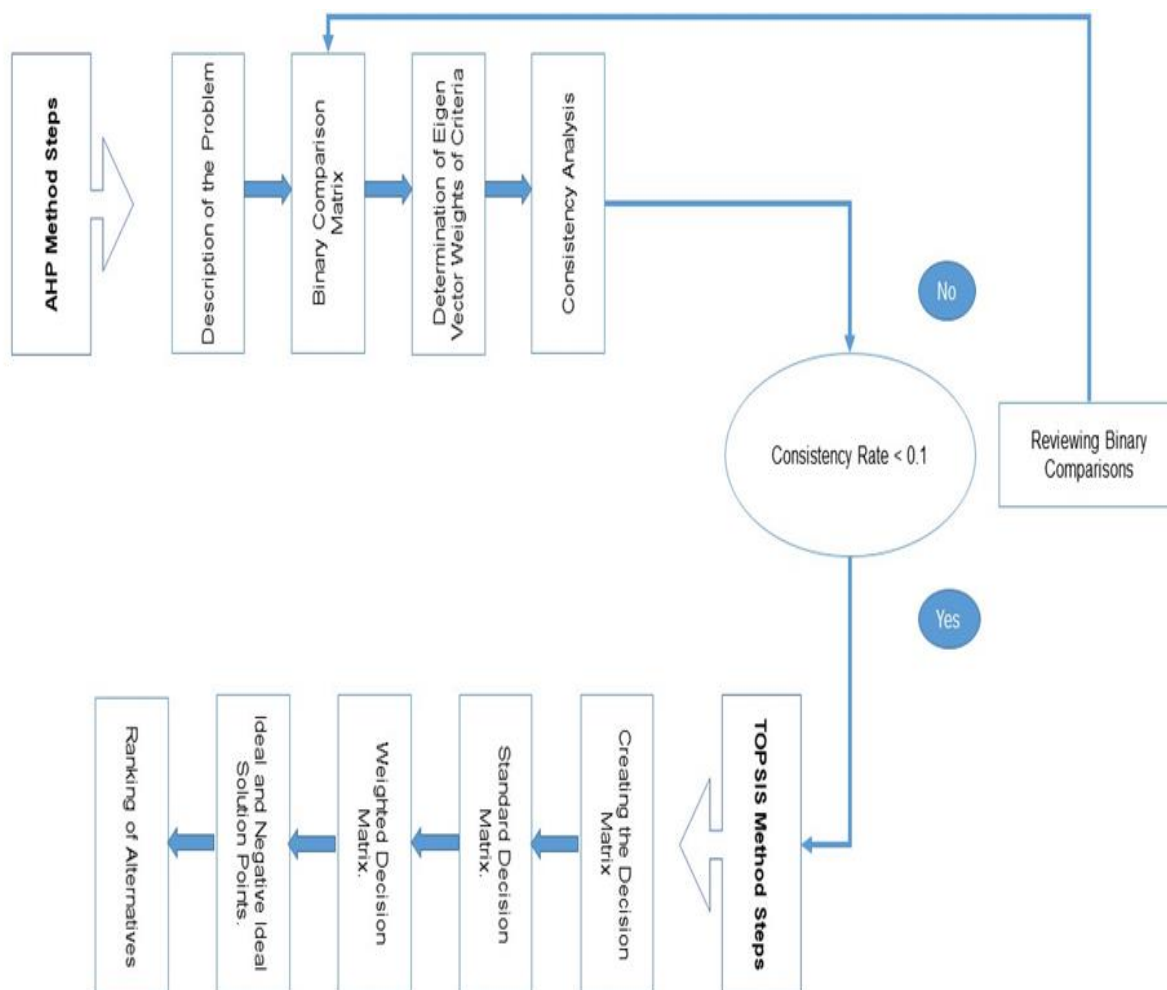 AHP Method Steps
Description of the Problem
Binary Comparison
Matrix
Determination of Eigen
Vector Weights of Criteria
Consistency Analysis
No
Consistency Rate < 0.1
Reviewing Binary
Comparisons
Yes
TOPSIS Method Steps
Creating the Decision
Matrix
Standard Decision
Matrix.
Weighted Decision
Matrix.
Ideal and Negative Ideal
Solution Points.
Ranking of Alternatives